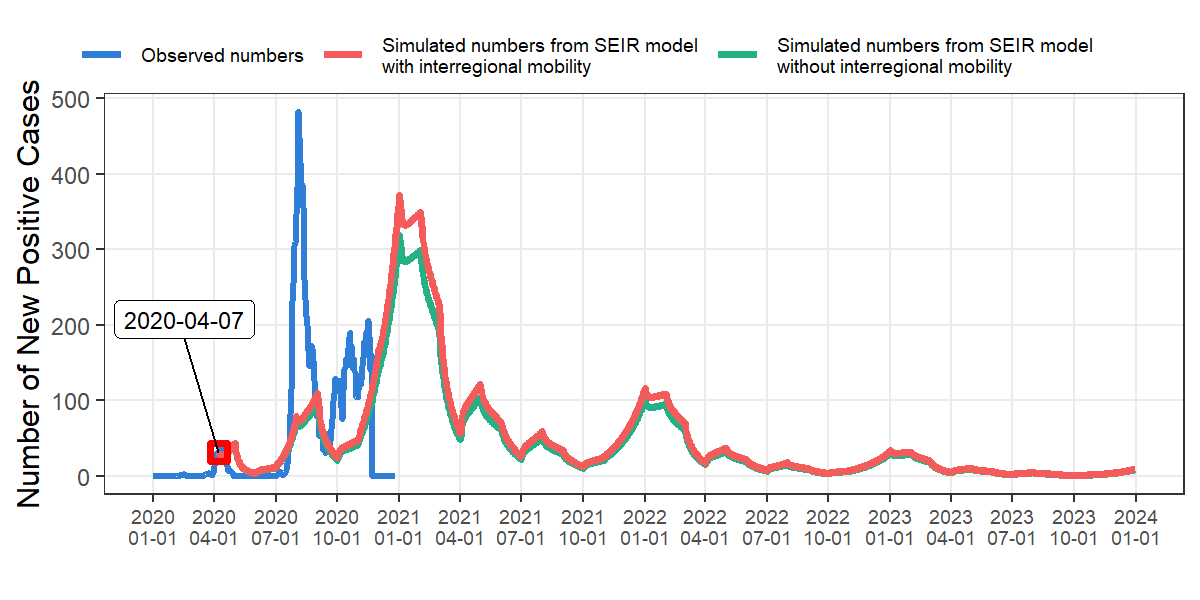 Observed numbers
Simulated numbers from SEIR model
with interregional mobility
Simulated numbers from SEIR model
without interregional mobility
Number of New Positive Cases
500
400
300
200
100
0
2020-04-07
2020 2020 2020 2020 2021 2021 2021 2021 2022 2022 2022 2022 2023 2023 2023 2023 2024
01-01 04-01 07-01 10-01 01-01 04-01 07-01 10-01 01-01 04-01 07-01 10-01 01-01 04-01 07-01 10-01 01-01